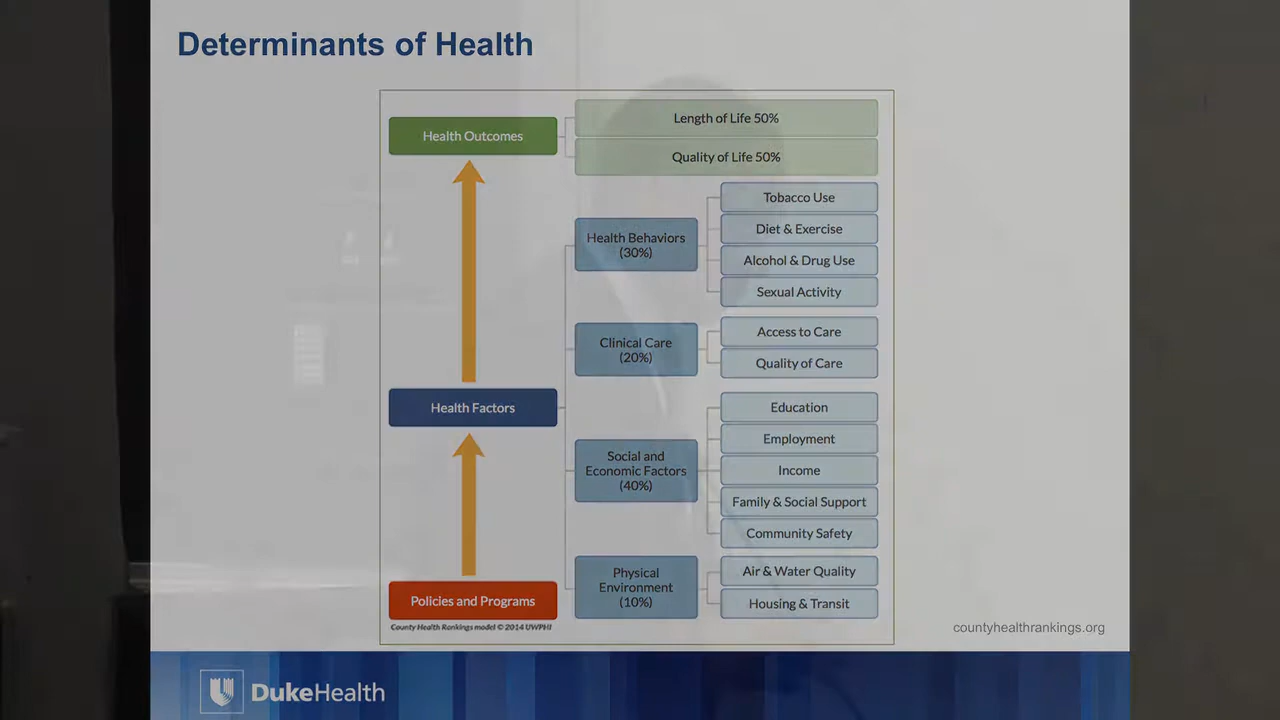 Determinants of Health
Health Outcomes
Length of Life 50%
Quality of Life 50%
Health Behaviors
(30%)
Tobacco Use
Diet & Exercise
Alcohol & Drug Use
Sexual Activity
Clinical Care
(20%)
Access to Care
Quality of Care
Health Factors
Social and
Economic Factors
(40%)
Education
Employment
Income
Family & Social Support
Community Safety
Physical
Environment
(10%)
Air & Water Quality
Housing & Transit
Policies and Programs
County Health Rankings model © 2014 UWPHI
countyhealthrankings.org
DukeHealth